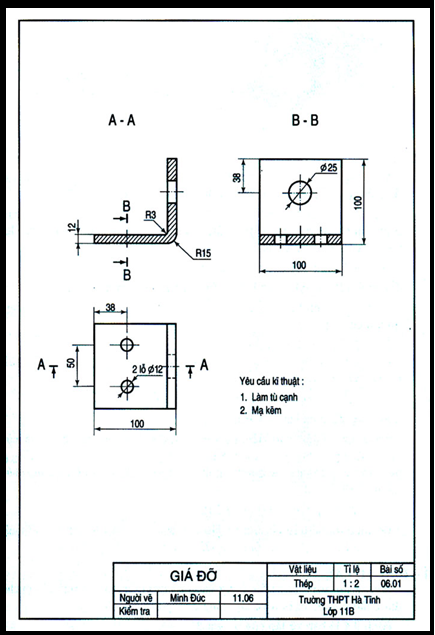 A - A
B - B
B
R3
12
R15
B
38
Ø25
100
100
38
A
50
2 lỗ Ø12
A
100
Yêu cầu kĩ thuật :
1. Làm tù cạnh
2. Mạ kẽm
GIÁ ĐỠ
Vật liệu
Tỉ lệ
Bài số
Thép
1 : 2
06.01
Người vẽ
Minh Đức
11.06
Trường THPT Hà Tĩnh
Lớp 11B
Kiểm tra